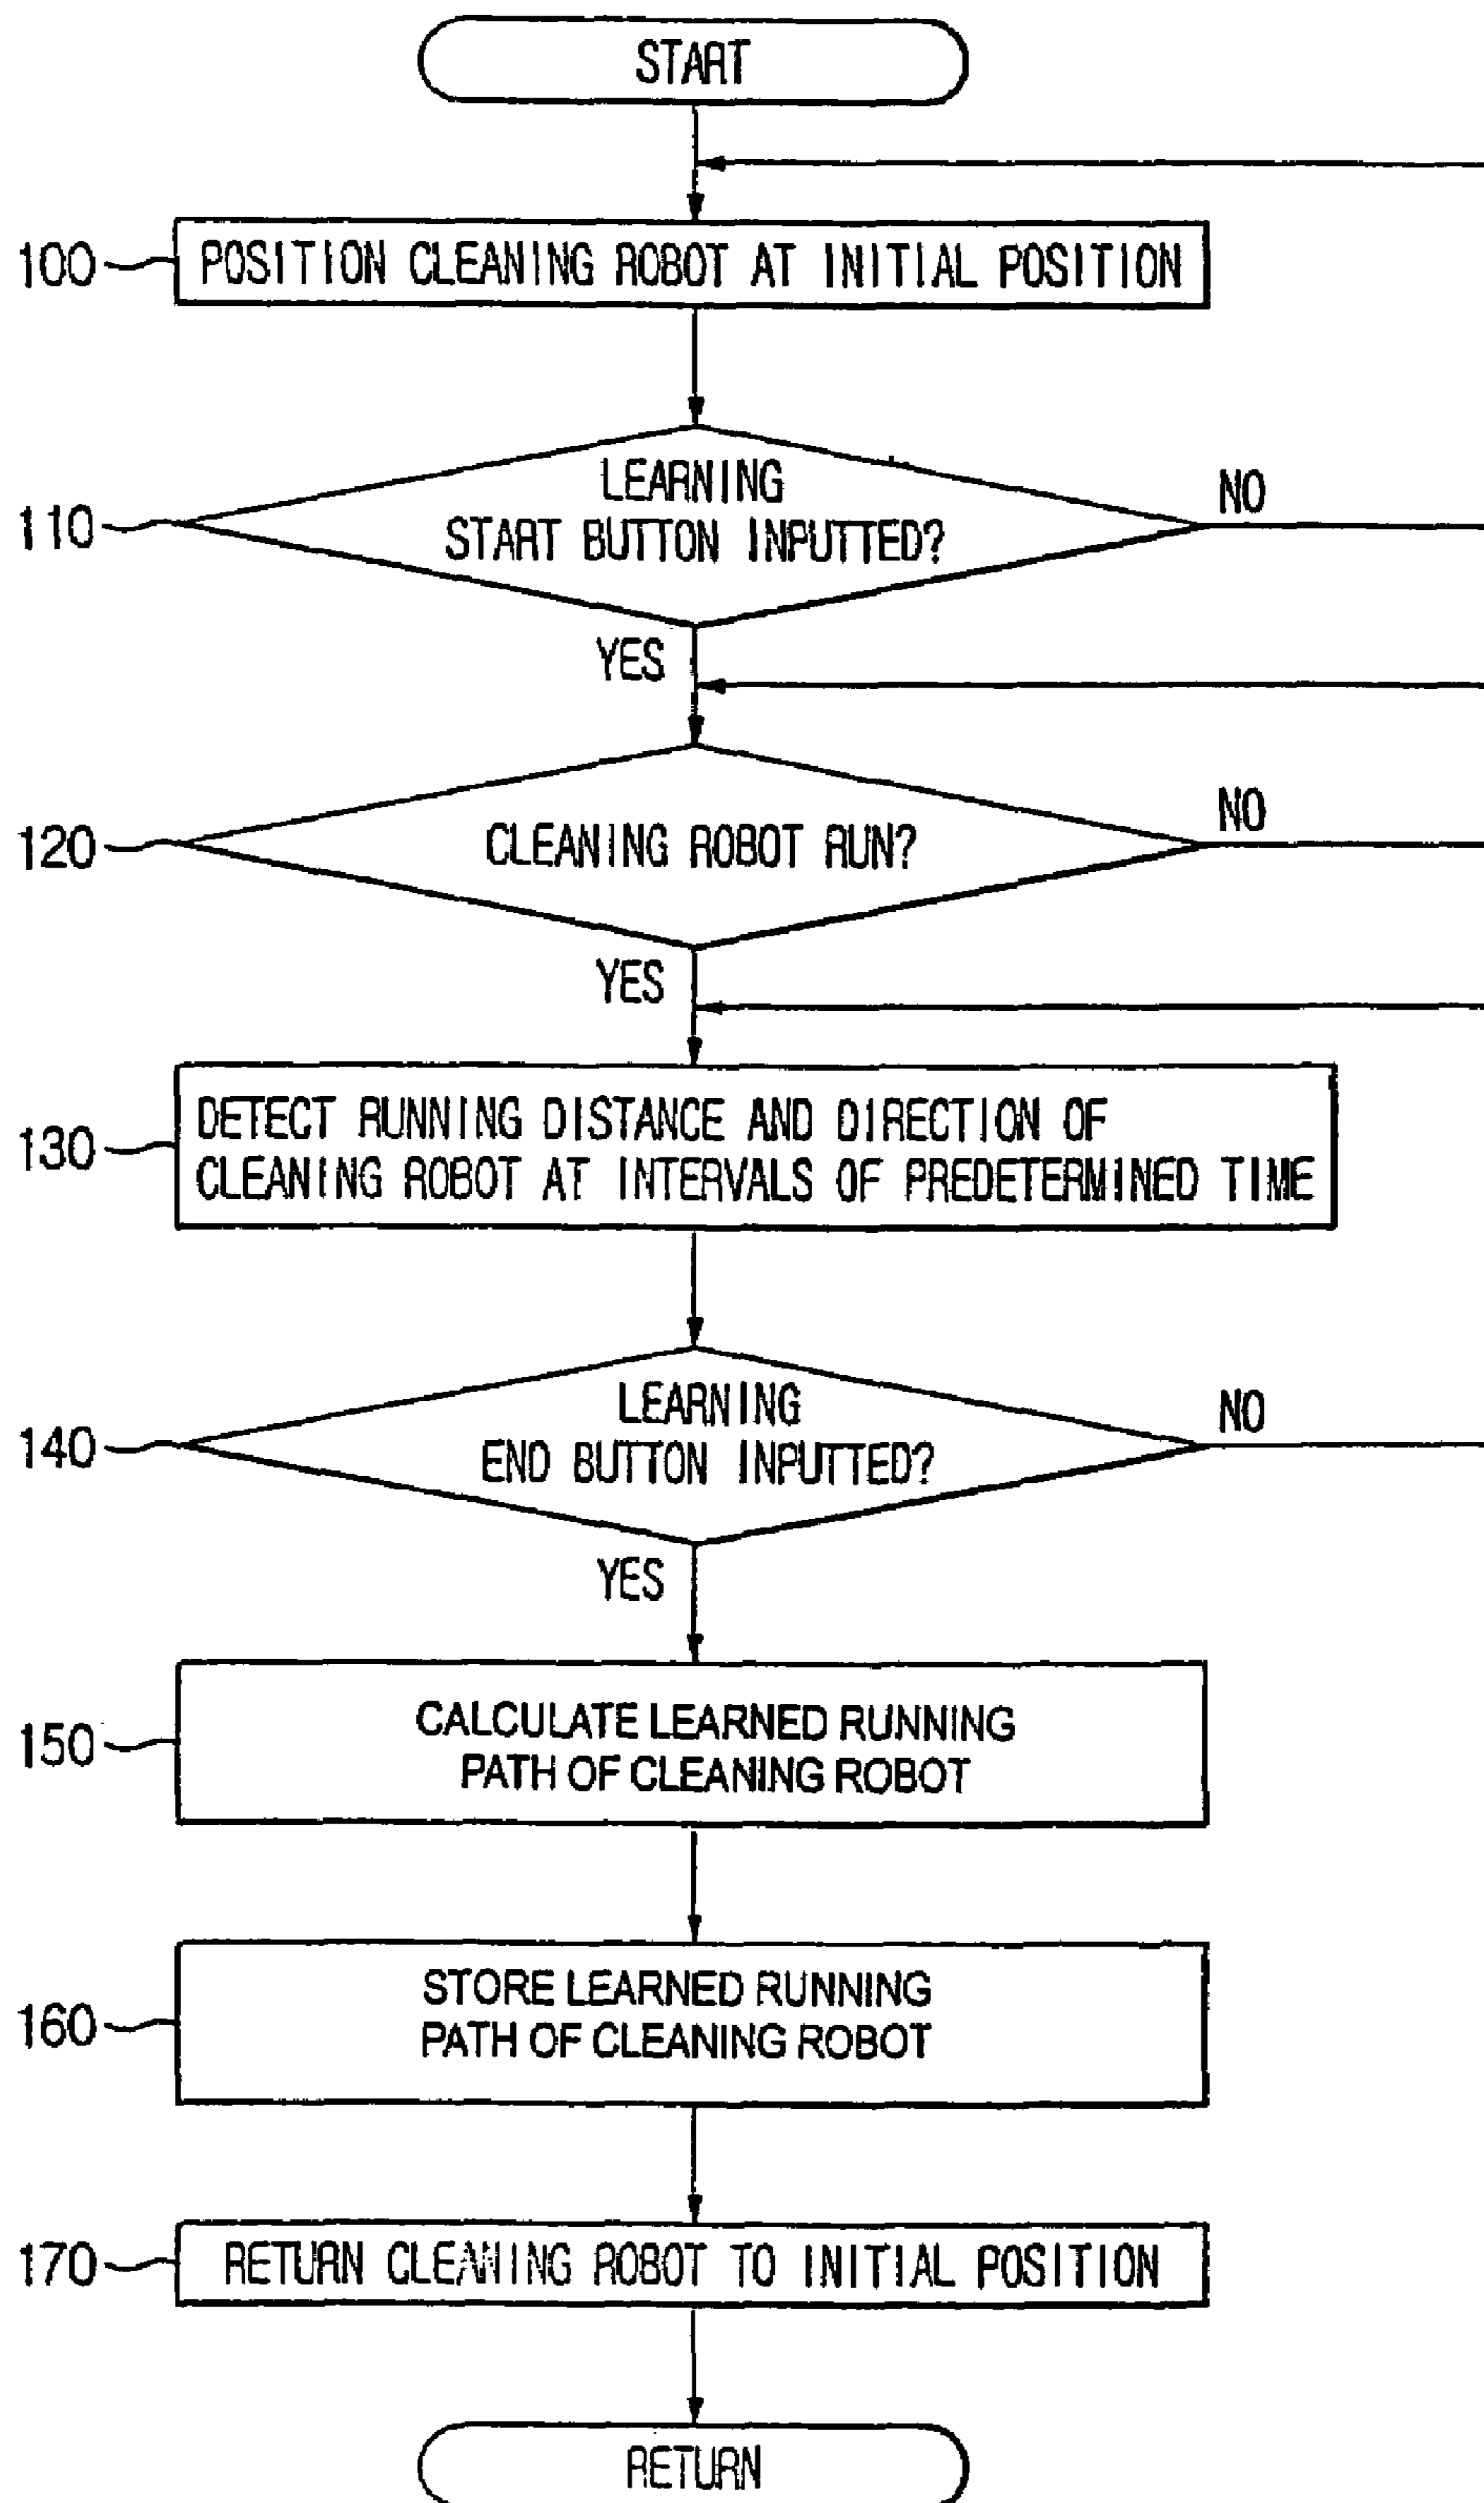 START
100
POSITION CLEANING ROBOT AT INITIAL POSITION
110
LEARNING
START BUTTON INPUTTED?
NO
YES
120
CLEANING ROBOT RUN?
NO
YES
130
DETECT RUNNING DISTANCE AND DIRECTION OF
CLEANING ROBOT AT INTERVALS OF PREDETERMINED TIME
140
LEARNING
END BUTTON INPUTTED?
NO
YES
150
CALCULATE LEARNED RUNNING
PATH OF CLEANING ROBOT
160
STORE LEARNED RUNNING
PATH OF CLEANING ROBOT
170
RETURN CLEANING ROBOT TO INITIAL POSITION
RETURN